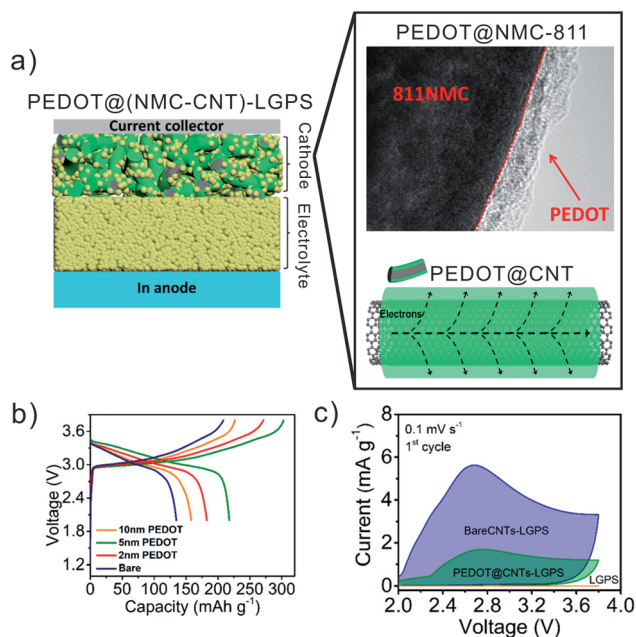 a)
PEDOT@(NMC-CNT)-LGPS
Current collector
Cathode
Electrolyte
In anode
PEDOT@NMC-811
811NMC
PEDOT
PEDOT@CNT
Electrons
b)
Voltage (V)
3.6
3.0
2.4
1.8
10nm PEDOT
5nm PEDOT
2nm PEDOT
Bare
0 50 100 150 200 250 300
Capacity (mAh g-1)
c)
Current (mA g-1)
8
6
4
2
0
0.1 mV s-1
1st cycle
BareCNTs-LGPS
PEDOT@CNTs-LGPS
LGPS
2.0 2.4 2.8 3.2 3.6 4.0
Voltage (V)